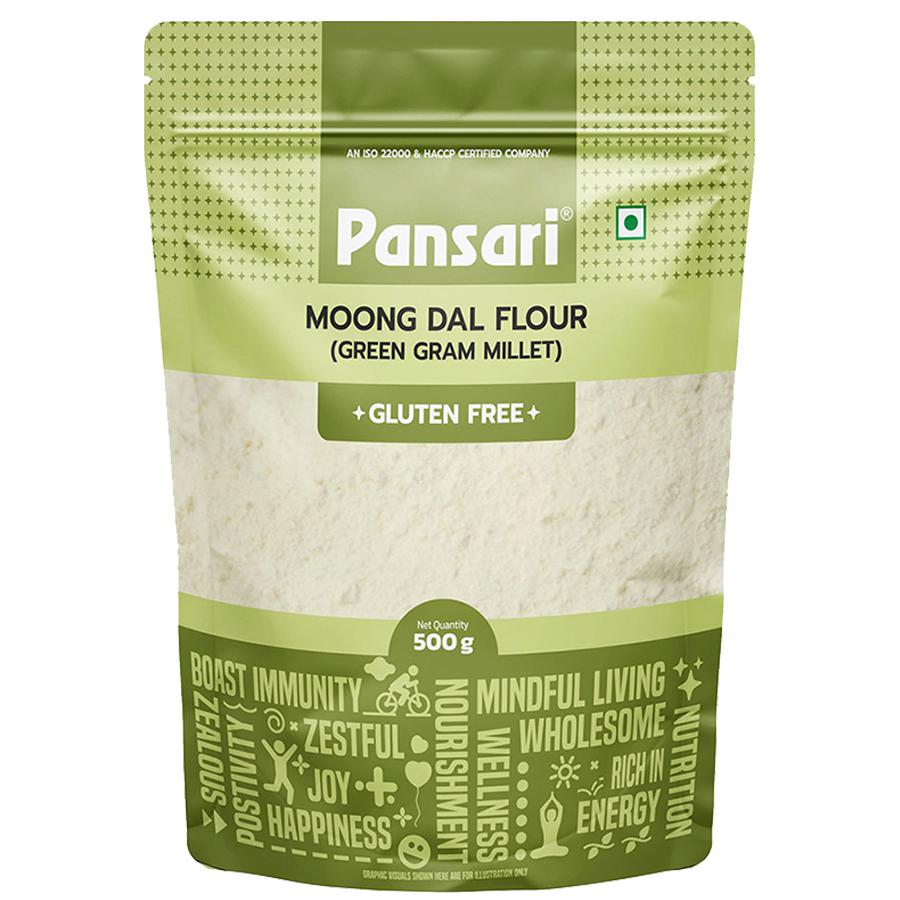 AN ISO 22000 & HACCP CERTIFIED COMPANY
Pansari®
MOONG DAL FLOUR
(GREEN GRAM MILLET)
GLUTEN FREE
Net Quantity
500 g
BOAST IMMUNITY
ZEALOUS
POSITIVITY
ZESTFUL
JOY
HAPPINESS
NOURISHMENT
MINDFUL LIVING
WHOLESOME
WELLNESS
RICH IN
ENERGY
NUTRITION
GRAPHIC VISUALS SHOWN HERE ARE FOR ILLUSTRATION ONLY